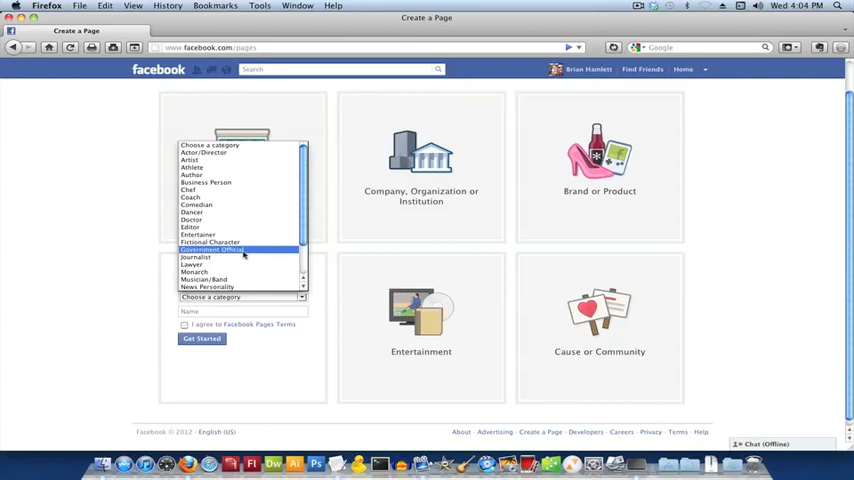 Firefox File Edit View History Bookmarks Tools Window Help Wed 4:04 PM
Create a Page
Create a Page
www.facebook.com/pages
Google
facebook Search Brian Hamlett Find Friends Home
Choose a category
Actor/Director
Artist
Athlete
Author
Business Person
Chef
Coach
Comedian
Dancer
Doctor
Editor
Entertainer
Fictional Character
Government Official
Journalist
Lawyer
Monarch
Musician/Band
News Personality
Choose a category
Name
I agree to Facebook Pages Terms
Get Started
Company, Organization or
Institution
Brand or Product
Entertainment
Cause or Community
Facebook © 2012 · English (US)
About · Advertising · Create a Page · Developers · Careers · Privacy · Terms · Help
Chat (Offline)
Fl Dw Ai Ps